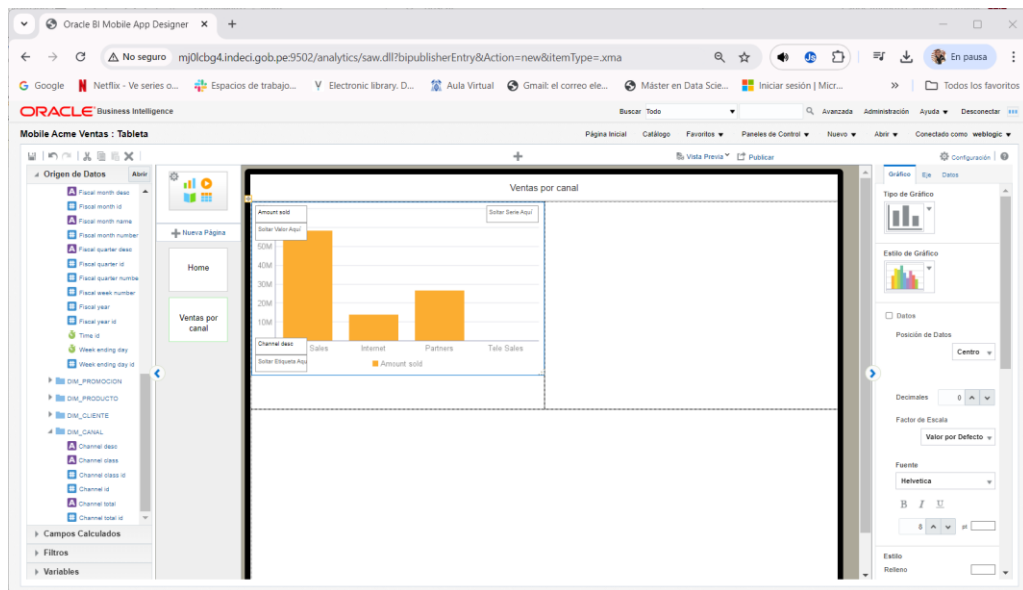 Oracle BI Mobile App Designer
No seguro mj0lcbg4.indeci.gob.pe:9502/analytics/saw.dll?bipublisherEntry&Action=new&itemType=.xma
En pausa
Google Netflix - Ve series o... Espacios de trabajo... Electronic library. D... Aula Virtual Gmail: el correo ele... Máster en Data Scie... Iniciar sesión | Micr... » Todos los favoritos
ORACLE Business Intelligence
Buscar Todo Avanzada Administración Ayuda Desconectar
Mobile Acme Ventas : Tableta
Página Inicial Catálogo Favoritos Paneles de Control Nuevo Abrir Conectado como weblogic
Vista Previa Publicar Configuración
Origen de Datos Abrir
Fiscal month desc
Fiscal month id
Fiscal month name
Fiscal month number
Fiscal quarter desc
Fiscal quarter id
Fiscal quarter numbe
Fiscal week number
Fiscal year
Fiscal year id
Time id
Week ending day
Week ending day id
DIM_PROMOCION
DIM_PRODUCTO
DIM_CLIENTE
DIM_CANAL
Channel desc
Channel class
Channel class id
Channel id
Channel total
Channel total id
Campos Calculados
Filtros
Variables
Nueva Página
Home
Ventas por
canal
Ventas por canal
Amount sold
Soltar Serie Aquí
Soltar Valor Aquí
50M
40M
30M
20M
10M
Channel desc
Soltar Etiqueta Aqu
Sales Internet Partners Tele Sales
Amount sold
Gráfico Eje Datos
Tipo de Gráfico
Estilo de Gráfico
Datos
Posición de Datos
Centro
Decimales 0
Factor de Escala
Valor por Defecto
Fuente
Helvetica
B I U
8 pt
Estilo
Relleno